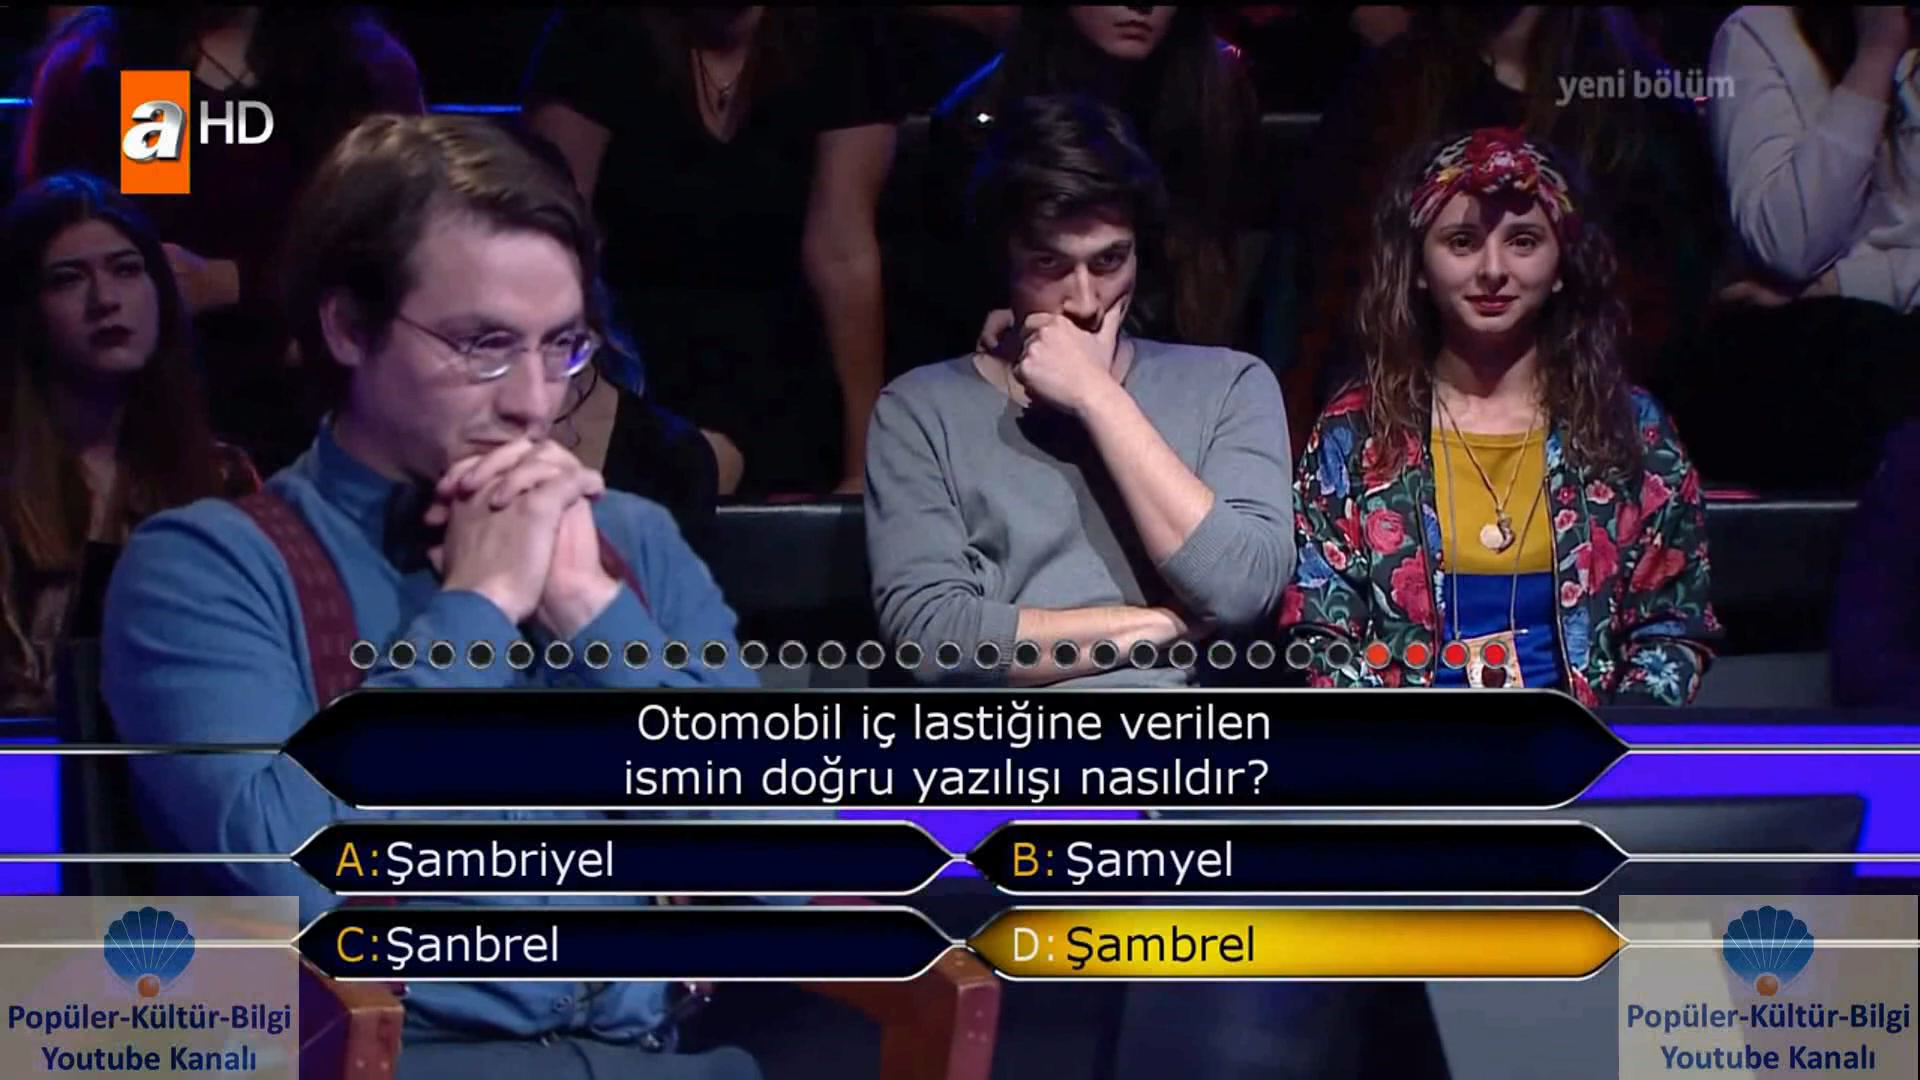 a HD
yeni bölüm
Otomobil iç lastiğine verilen
ismin doğru yazılışı nasıldır?
A: Şambriyel
B: Şamyel
C: Şanbrel
D: Şambrel
Popüler-Kültür-Bilgi
Youtube Kanalı
Popüler-Kültür-Bilgi
Youtube Kanalı